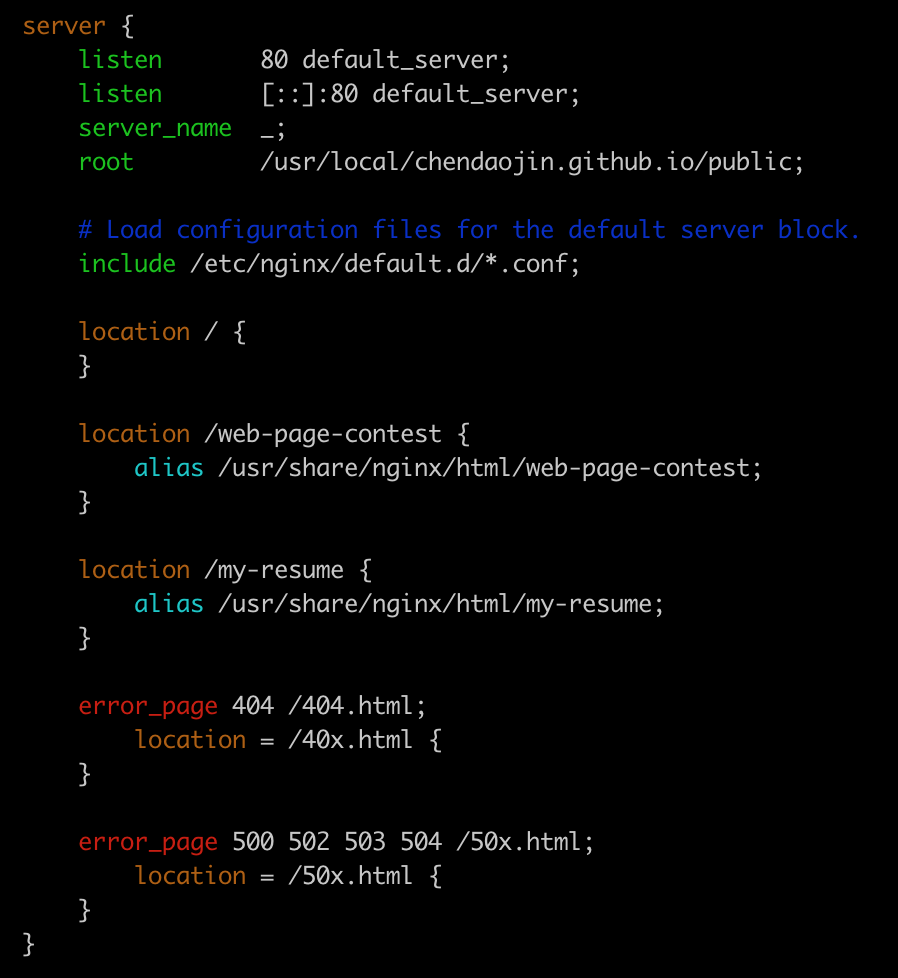 server {
    listen       80 default_server;
    listen       [::]:80 default_server;
    server_name  _;
    root         /usr/local/chendaojin.github.io/public;

    # Load configuration files for the default server block.
    include /etc/nginx/default.d/*.conf;

    location / {
    }

    location /web-page-contest {
        alias /usr/share/nginx/html/web-page-contest;
    }

    location /my-resume {
        alias /usr/share/nginx/html/my-resume;
    }

    error_page 404 /404.html;
        location = /40x.html {
    }

    error_page 500 502 503 504 /50x.html;
        location = /50x.html {
    }
}